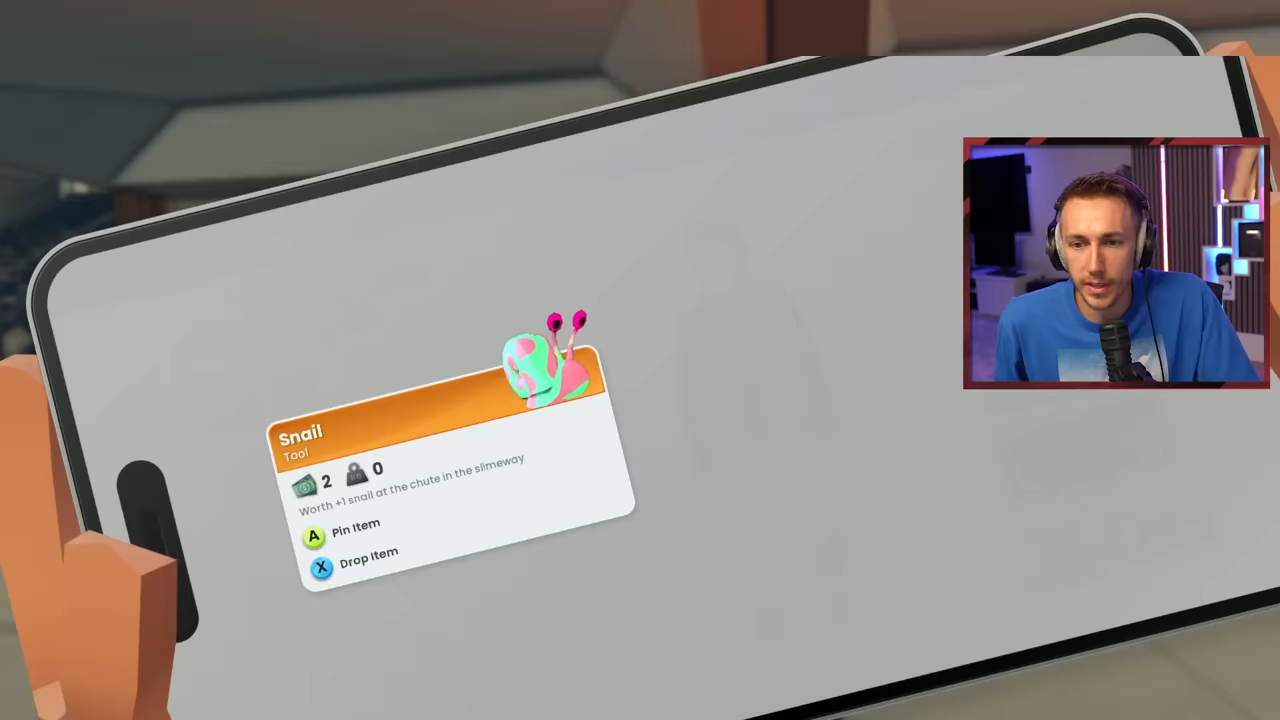 Snail
Tool
2 0
Worth +1 snail at the chute in the slimeway
A Pin Item
X Drop Item